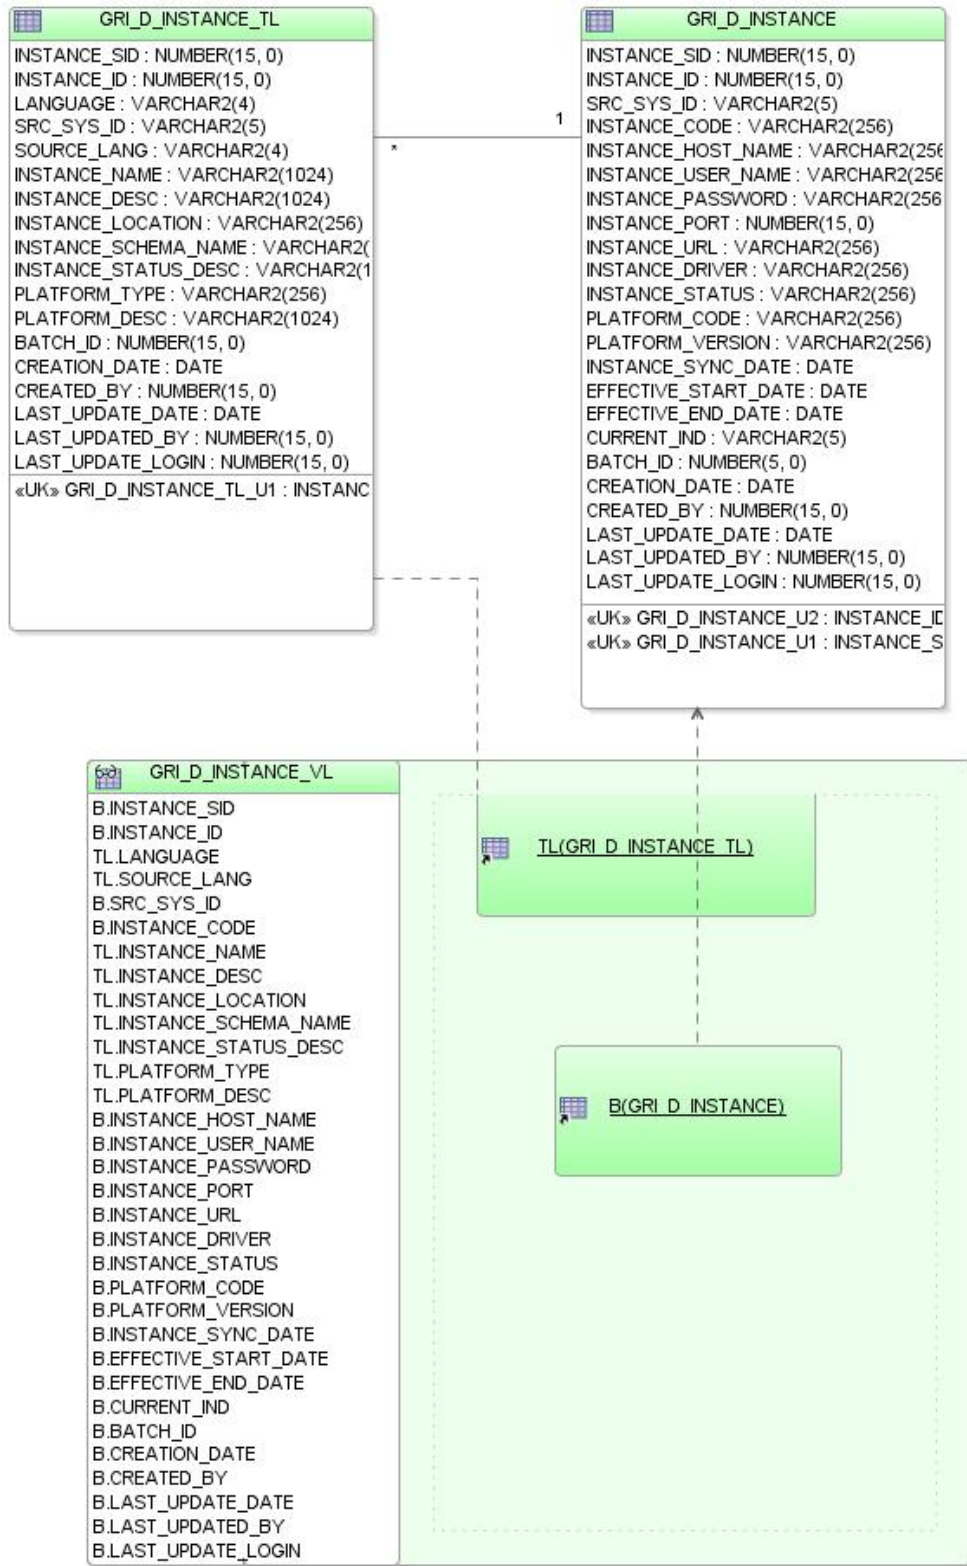 GRI_D_INSTANCE_TL
INSTANCE_SID : NUMBER(15, 0)
INSTANCE_ID : NUMBER(15, 0)
LANGUAGE : VARCHAR2(4)
SRC_SYS_ID : VARCHAR2(5)
SOURCE_LANG : VARCHAR2(4)
INSTANCE_NAME : VARCHAR2(1024)
INSTANCE_DESC : VARCHAR2(1024)
INSTANCE_LOCATION : VARCHAR2(256)
INSTANCE_SCHEMA_NAME : VARCHAR2(
INSTANCE_STATUS_DESC : VARCHAR2(1
PLATFORM_TYPE : VARCHAR2(256)
PLATFORM_DESC : VARCHAR2(1024)
BATCH_ID : NUMBER(15, 0)
CREATION_DATE : DATE
CREATED_BY : NUMBER(15, 0)
LAST_UPDATE_DATE : DATE
LAST_UPDATED_BY : NUMBER(15, 0)
LAST_UPDATE_LOGIN : NUMBER(15, 0)
«UK» GRI_D_INSTANCE_TL_U1 : INSTANC
*
1
GRI_D_INSTANCE
INSTANCE_SID : NUMBER(15, 0)
INSTANCE_ID : NUMBER(15, 0)
SRC_SYS_ID : VARCHAR2(5)
INSTANCE_CODE : VARCHAR2(256)
INSTANCE_HOST_NAME : VARCHAR2(256
INSTANCE_USER_NAME : VARCHAR2(256
INSTANCE_PASSWORD : VARCHAR2(256
INSTANCE_PORT : NUMBER(15, 0)
INSTANCE_URL : VARCHAR2(256)
INSTANCE_DRIVER : VARCHAR2(256)
INSTANCE_STATUS : VARCHAR2(256)
PLATFORM_CODE : VARCHAR2(256)
PLATFORM_VERSION : VARCHAR2(256)
INSTANCE_SYNC_DATE : DATE
EFFECTIVE_START_DATE : DATE
EFFECTIVE_END_DATE : DATE
CURRENT_IND : VARCHAR2(5)
BATCH_ID : NUMBER(5, 0)
CREATION_DATE : DATE
CREATED_BY : NUMBER(15, 0)
LAST_UPDATE_DATE : DATE
LAST_UPDATED_BY : NUMBER(15, 0)
LAST_UPDATE_LOGIN : NUMBER(15, 0)
«UK» GRI_D_INSTANCE_U2 : INSTANCE_ID
«UK» GRI_D_INSTANCE_U1 : INSTANCE_S
GRI_D_INSTANCE_VL
B.INSTANCE_SID
B.INSTANCE_ID
TL.LANGUAGE
TL.SOURCE_LANG
B.SRC_SYS_ID
B.INSTANCE_CODE
TL.INSTANCE_NAME
TL.INSTANCE_DESC
TL.INSTANCE_LOCATION
TL.INSTANCE_SCHEMA_NAME
TL.INSTANCE_STATUS_DESC
TL.PLATFORM_TYPE
TL.PLATFORM_DESC
B.INSTANCE_HOST_NAME
B.INSTANCE_USER_NAME
B.INSTANCE_PASSWORD
B.INSTANCE_PORT
B.INSTANCE_URL
B.INSTANCE_DRIVER
B.INSTANCE_STATUS
B.PLATFORM_CODE
B.PLATFORM_VERSION
B.INSTANCE_SYNC_DATE
B.EFFECTIVE_START_DATE
B.EFFECTIVE_END_DATE
B.CURRENT_IND
B.BATCH_ID
B.CREATION_DATE
B.CREATED_BY
B.LAST_UPDATE_DATE
B.LAST_UPDATED_BY
B.LAST_UPDATE_LOGIN
TL(GRI_D_INSTANCE_TL)
B(GRI_D_INSTANCE)